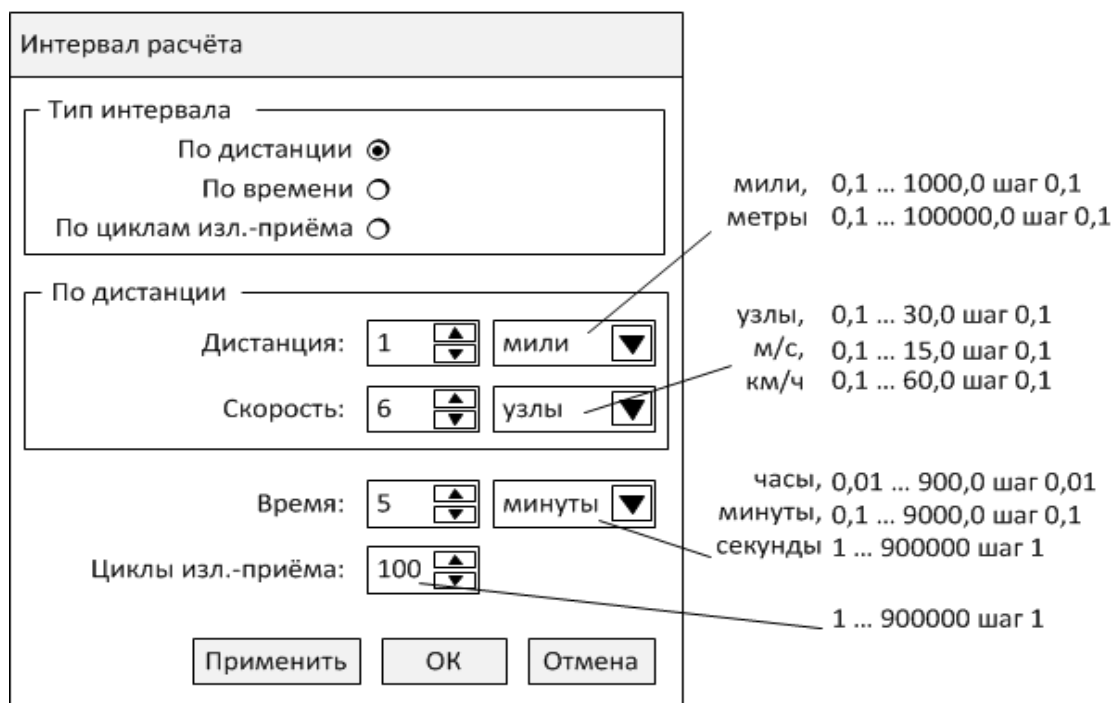 Интервал расчёта
Тип интервала
По дистанции
По времени
По циклам изл.-приёма
мили, 0,1 ... 1000,0 шаг 0,1
метры 0,1 ... 100000,0 шаг 0,1
По дистанции
Дистанция: 1 мили
Скорость: 6 узлы
узлы, 0,1 ... 30,0 шаг 0,1
м/с, 0,1 ... 15,0 шаг 0,1
км/ч 0,1 ... 60,0 шаг 0,1
Время: 5 минуты
Циклы изл.-приёма: 100
часы, 0,01 ... 900,0 шаг 0,01
минуты, 0,1 ... 9000,0 шаг 0,1
секунды 1 ... 900000 шаг 1
1 ... 900000 шаг 1
Применить ОК Отмена